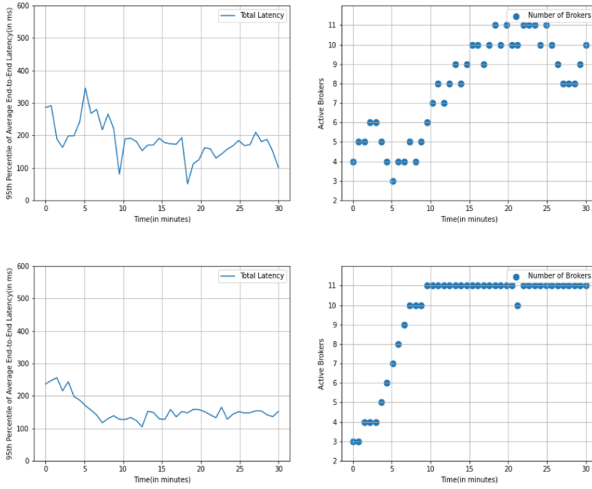 95th Percentile of Average End-to-End Latency(in ms)
600
500
400
300
200
100
0
Total Latency
0 5 10 15 20 25 30
Time(in minutes)
Active Brokers
11
10
9
8
7
6
5
4
3
2
Number of Brokers
0 5 10 15 20 25 30
Time(in minutes)
95th Percentile of Average End-to-End Latency(in ms)
600
500
400
300
200
100
0
Total Latency
0 5 10 15 20 25 30
Time(in minutes)
Active Brokers
11
10
9
8
7
6
5
4
3
2
Number of Brokers
0 5 10 15 20 25 30
Time(in minutes)